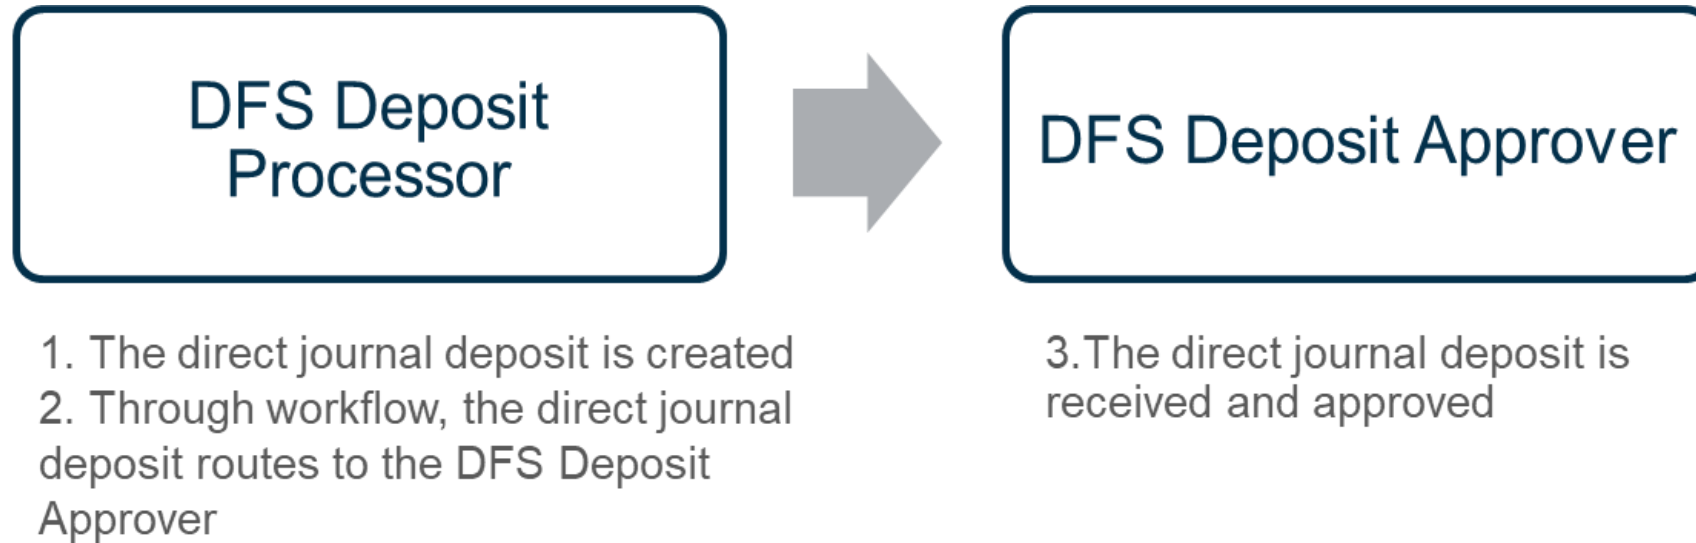 DFS Deposit
Processor
DFS Deposit Approver
1. The direct journal deposit is created
2. Through workflow, the direct journal
deposit routes to the DFS Deposit
Approver
3.The direct journal deposit is
received and approved